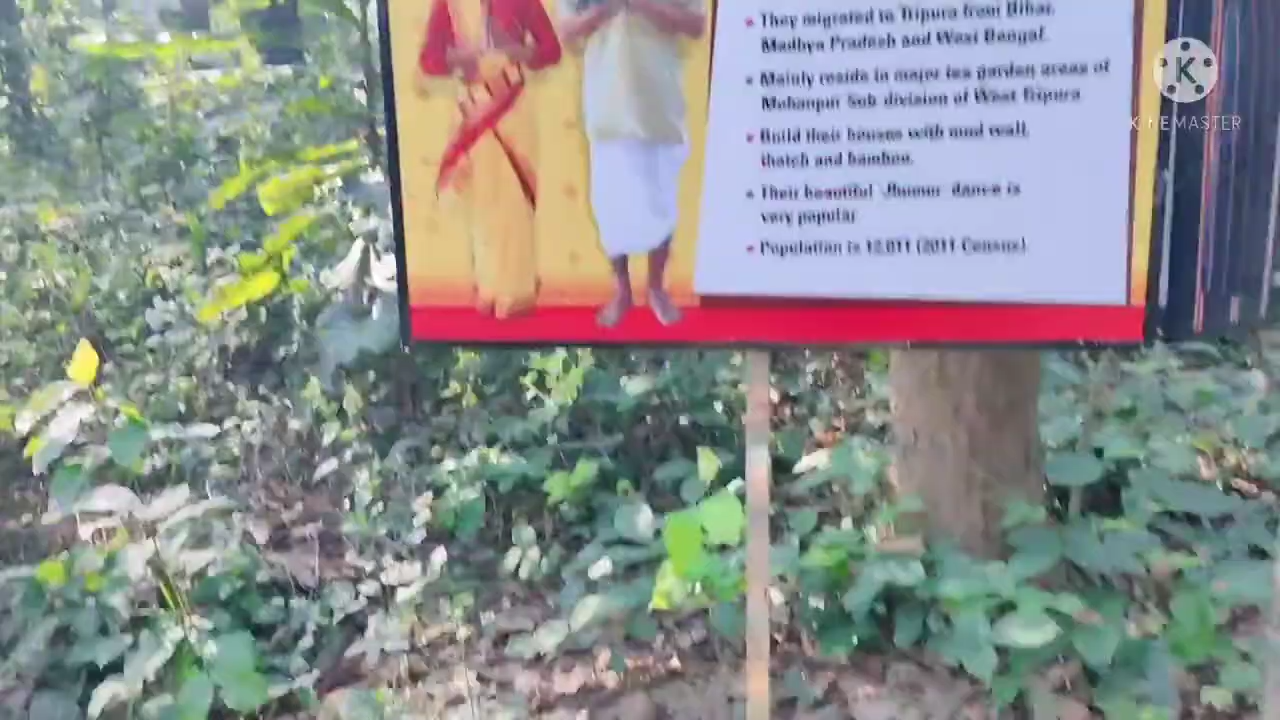 They migrated to Tripura from Bihar,
Madhya Pradesh and West Bengal.
Mainly reside in major tea garden areas of
Mohanpur Sub-division of West Tripura
Build their houses with mud wall,
thatch and bamboo.
Their beautiful 'Jhumur' dance is
very popular
Population is 12,011 (2011 Census)
K
KINEMASTER